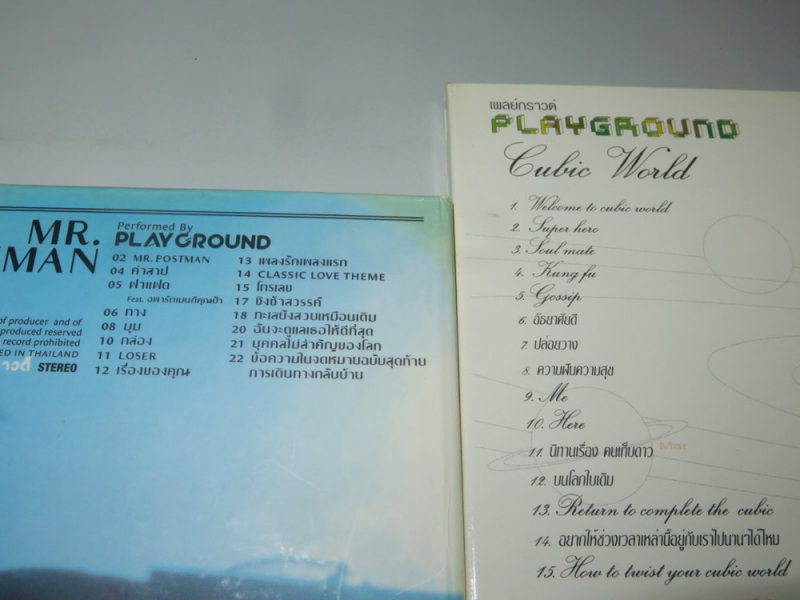 MR.
MAN
Performed By
PLAYGROUND
02 MR. POSTMAN
04 คำสาป
05 ฝาแฝด
Feat. อพาร์ตเมนท์คุณป้า
06 ทาง
08 มุม
10 กล่อง
11 LOSER
12 เรื่องของคุณ
13 เพลงรักเพลงแรก
14 CLASSIC LOVE THEME
15 โทรเลข
17 ชิงช้าสวรรค์
18 ทะเลยังสวยเหมือนเดิม
20 ฉันจะดูแลเธอให้ดีที่สุด
21 บุคคลไม่สำคัญของโลก
22 ข้อความในจดหมายฉบับสุดท้าย
การเดินทางกลับบ้าน
of producer and of
produced reserved
record prohibited
ED IN THAILAND
าวด์ STEREO
เพลย์กราวด์
PLAYGROUND
Cubic World
1. Welcome to cubic world
2. Super hero
3. Soul mate
4. Kung fu
5. Gossip
6. อัธยาศัยดี
7. ปล่อยวาง
8. ความฝันความสุข
9. Me
10. Here
11. นิทานเรื่อง คนเก็บดาว
12. บนโลกใบเดิม
13. Return to complete the cubic
14. อยากให้ช่วงเวลาเหล่านี้อยู่กับเราไปนานๆได้ไหม
15. How to twist your cubic world